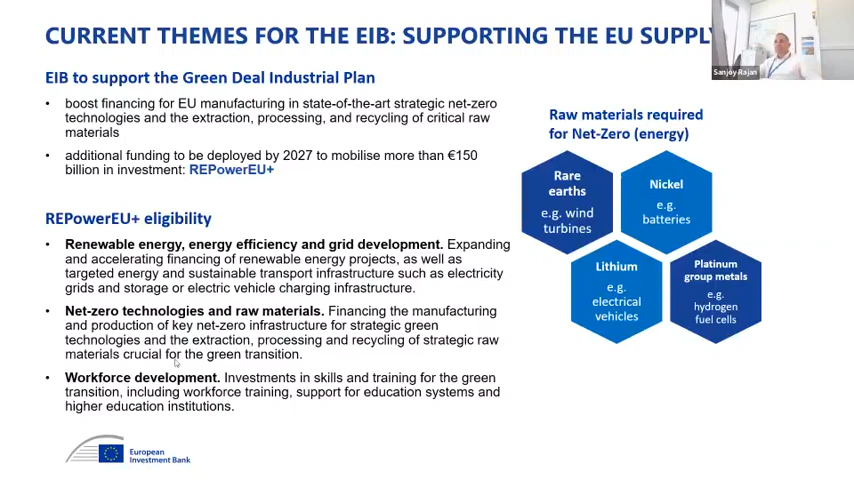 CURRENT THEMES FOR THE EIB: SUPPORTING THE EU SUPPLY
Sanjoy Rajan
EIB to support the Green Deal Industrial Plan
• boost financing for EU manufacturing in state-of-the-art strategic net-zero
technologies and the extraction, processing, and recycling of critical raw
materials
• additional funding to be deployed by 2027 to mobilise more than €150
billion in investment: REPowerEU+
REPowerEU+ eligibility
• Renewable energy, energy efficiency and grid development. Expanding
and accelerating financing of renewable energy projects, as well as
targeted energy and sustainable transport infrastructure such as electricity
grids and storage or electric vehicle charging infrastructure.
• Net-zero technologies and raw materials. Financing the manufacturing
and production of key net-zero infrastructure for strategic green
technologies and the extraction, processing and recycling of strategic raw
materials crucial for the green transition.
• Workforce development. Investments in skills and training for the green
transition, including workforce training, support for education systems and
higher education institutions.
Raw materials required
for Net-Zero (energy)
Rare
earths
e.g. wind
turbines
Nickel
e.g.
batteries
Lithium
e.g.
electrical
vehicles
Platinum
group metals
e.g.
hydrogen
fuel cells
European
Investment Bank